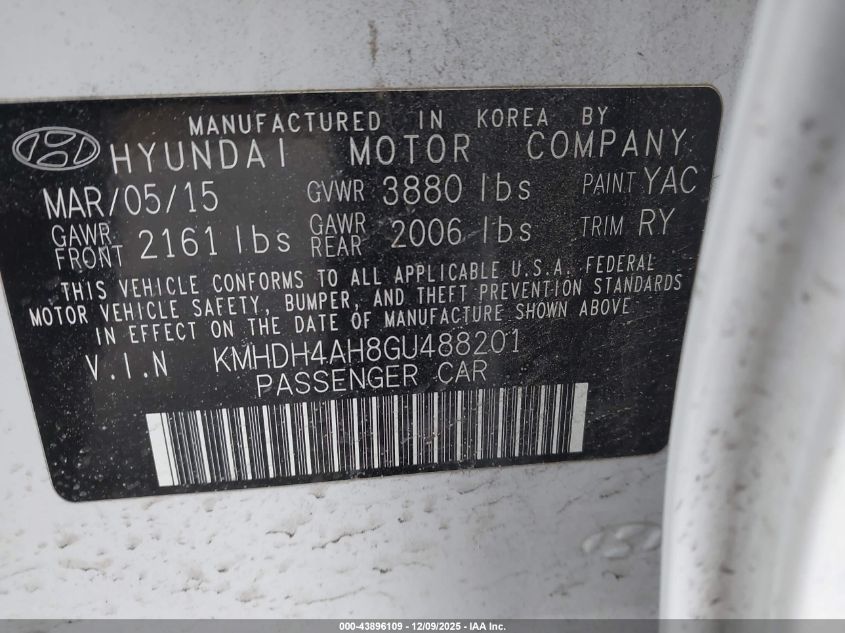 MANUFACTURED IN KOREA BY
HYUNDAI MOTOR COMPANY
MAR/05/15 GVWR 3880 lbs PAINT YAC
GAWR FRONT 2161 lbs GAWR REAR 2006 lbs TRIM RY
THIS VEHICLE CONFORMS TO ALL APPLICABLE U.S.A. FEDERAL
MOTOR VEHICLE SAFETY, BUMPER, AND THEFT PREVENTION STANDARDS
IN EFFECT ON THE DATE OF MANUFACTURE SHOWN ABOVE
V.I.N KMHDH4AH8GU488201
PASSENGER CAR
000-43896109 - 12/09/2025 - IAA Inc.